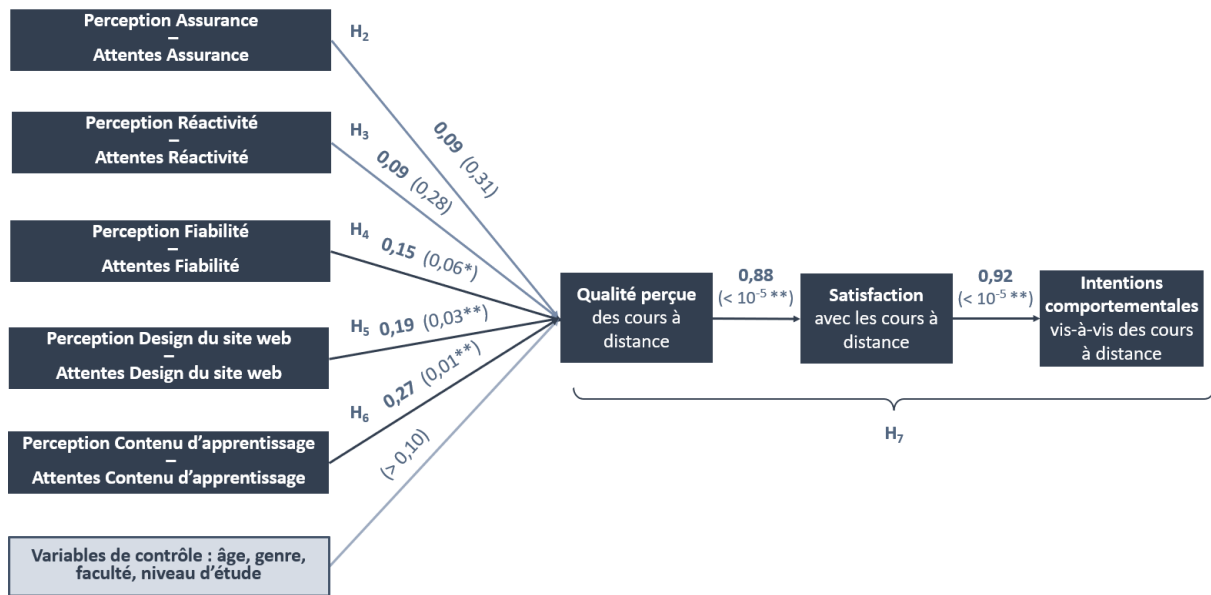 Perception Assurance
–
Attentes Assurance
H₂
0,09 (0,31)
Perception Réactivité
–
Attentes Réactivité
H₃
0,09 (0,28)
Perception Fiabilité
–
Attentes Fiabilité
H₄ 0,15 (0,06*)
Perception Design du site web
–
Attentes Design du site web
H₅ 0,19 (0,03**)
Perception Contenu d'apprentissage
–
Attentes Contenu d'apprentissage
H₆ 0,27 (0,01**)
Variables de contrôle : âge, genre,
faculté, niveau d'étude
(> 0,10)
Qualité perçue
des cours à
distance
0,88
(< 10⁻⁵ **)
Satisfaction
avec les cours à
distance
0,92
(< 10⁻⁵ **)
Intentions
comportementales
vis-à-vis des cours
à distance
H₇